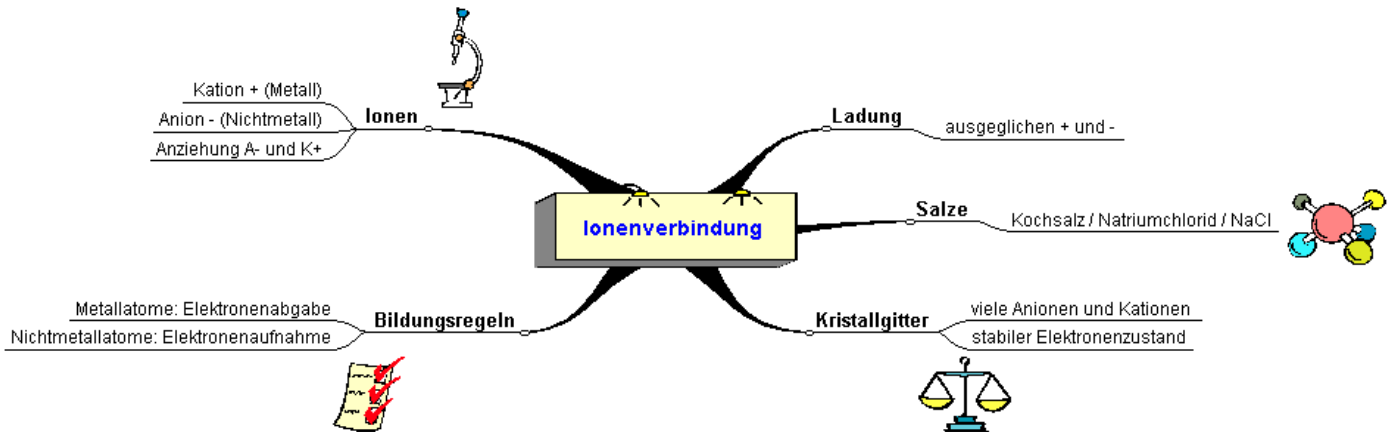 Kation + (Metall)
Anion - (Nichtmetall)
Anziehung A- und K+
Ionen
Ladung
ausgeglichen + und -
Salze
Kochsalz / Natriumchlorid / NaCl
Ionenverbindung
Metallatome: Elektronenabgabe
Nichtmetallatome: Elektronenaufnahme
Bildungsregeln
Kristallgitter
viele Anionen und Kationen
stabiler Elektronenzustand